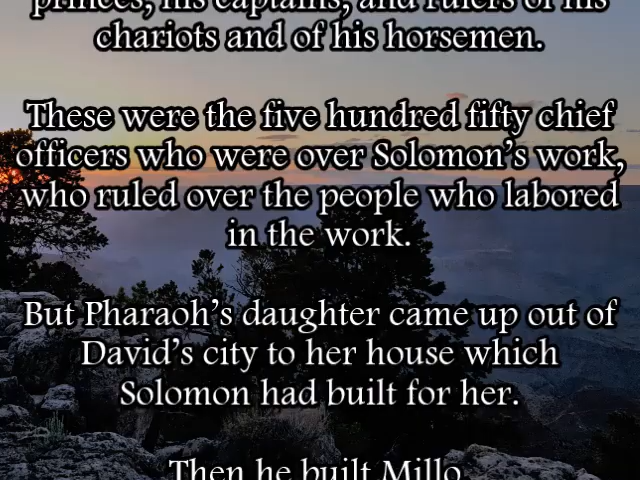 princes, his captains, and rulers of his
chariots and of his horsemen.
These were the five hundred fifty chief
officers who were over Solomon's work,
who ruled over the people who labored
in the work.
But Pharaoh's daughter came up out of
David's city to her house which
Solomon had built for her.
Then he built Millo.